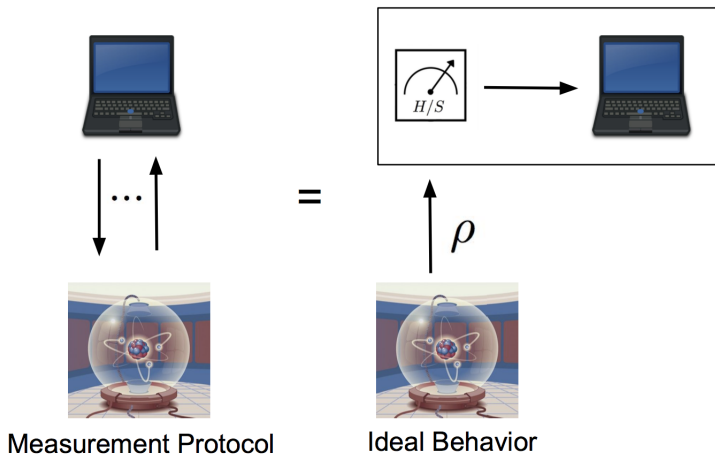 H/S
...
=
ρ
Measurement Protocol
Ideal Behavior